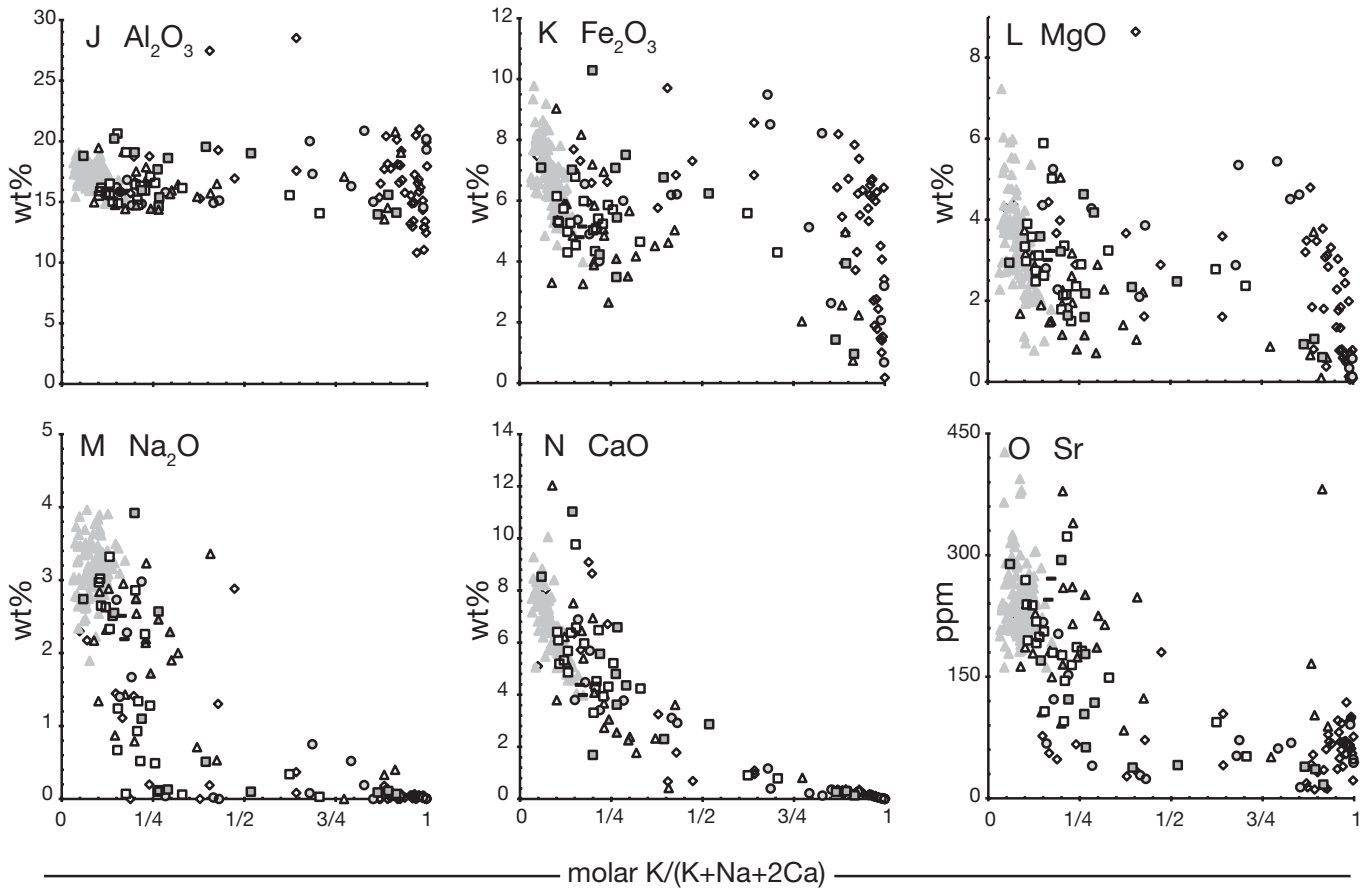 J Al₂O₃
30
25
20
15
10
5
0
wt%
K Fe₂O₃
12
10
8
6
4
2
0
wt%
L MgO
8
6
4
2
0
wt%
M Na₂O
5
4
3
2
1
0
wt%
0 1/4 1/2 3/4 1
N CaO
14
12
10
8
6
4
2
0
wt%
0 1/4 1/2 3/4 1
O Sr
450
300
150
0
ppm
0 1/4 1/2 3/4 1
molar K/(K+Na+2Ca)